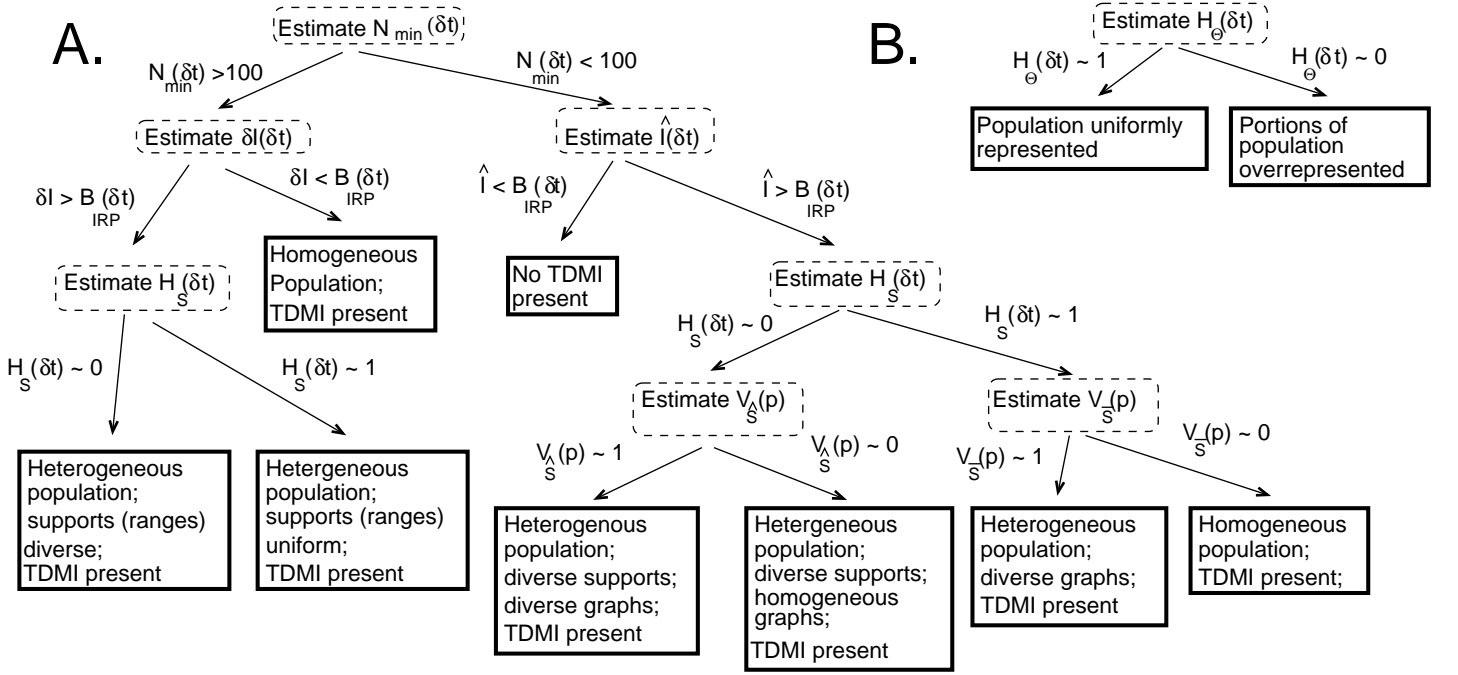 A.
Estimate N min (δt)
N (δt) >100
min
N (δt) < 100
min
Estimate δI(δt)
Estimate Î(δt)
δI > B (δt)
IRP
δI < B (δt)
IRP
Î < B (δt)
IRP
Î > B (δt)
IRP
Estimate H (δt)
S
Homogeneous
Population;
TDMI present
No TDMI
present
Estimate H (δt)
S
H (δt) ~ 0
S
H (δt) ~ 1
S
H (δt) ~ 0
S
H (δt) ~ 1
S
Estimate V (p)
Ŝ
Estimate V (p)
S̅
V (p) ~ 1
Ŝ
V (p) ~ 0
Ŝ
V (p) ~ 1
S̅
V (p) ~ 0
S̅
Heterogeneous
population;
supports (ranges)
diverse;
TDMI present
Hetergeneous
population;
supports (ranges)
uniform;
TDMI present
Heterogenous
population;
diverse supports;
diverse graphs;
TDMI present
Hetergeneous
population;
diverse supports;
homogeneous
graphs;
TDMI present
Heterogeneous
population;
diverse graphs;
TDMI present
Homogeneous
population;
TDMI present;
B.
Estimate H (δt)
Θ
H (δt) ~ 1
Θ
H (δt) ~ 0
Θ
Population uniformly
represented
Portions of
population
overrepresented